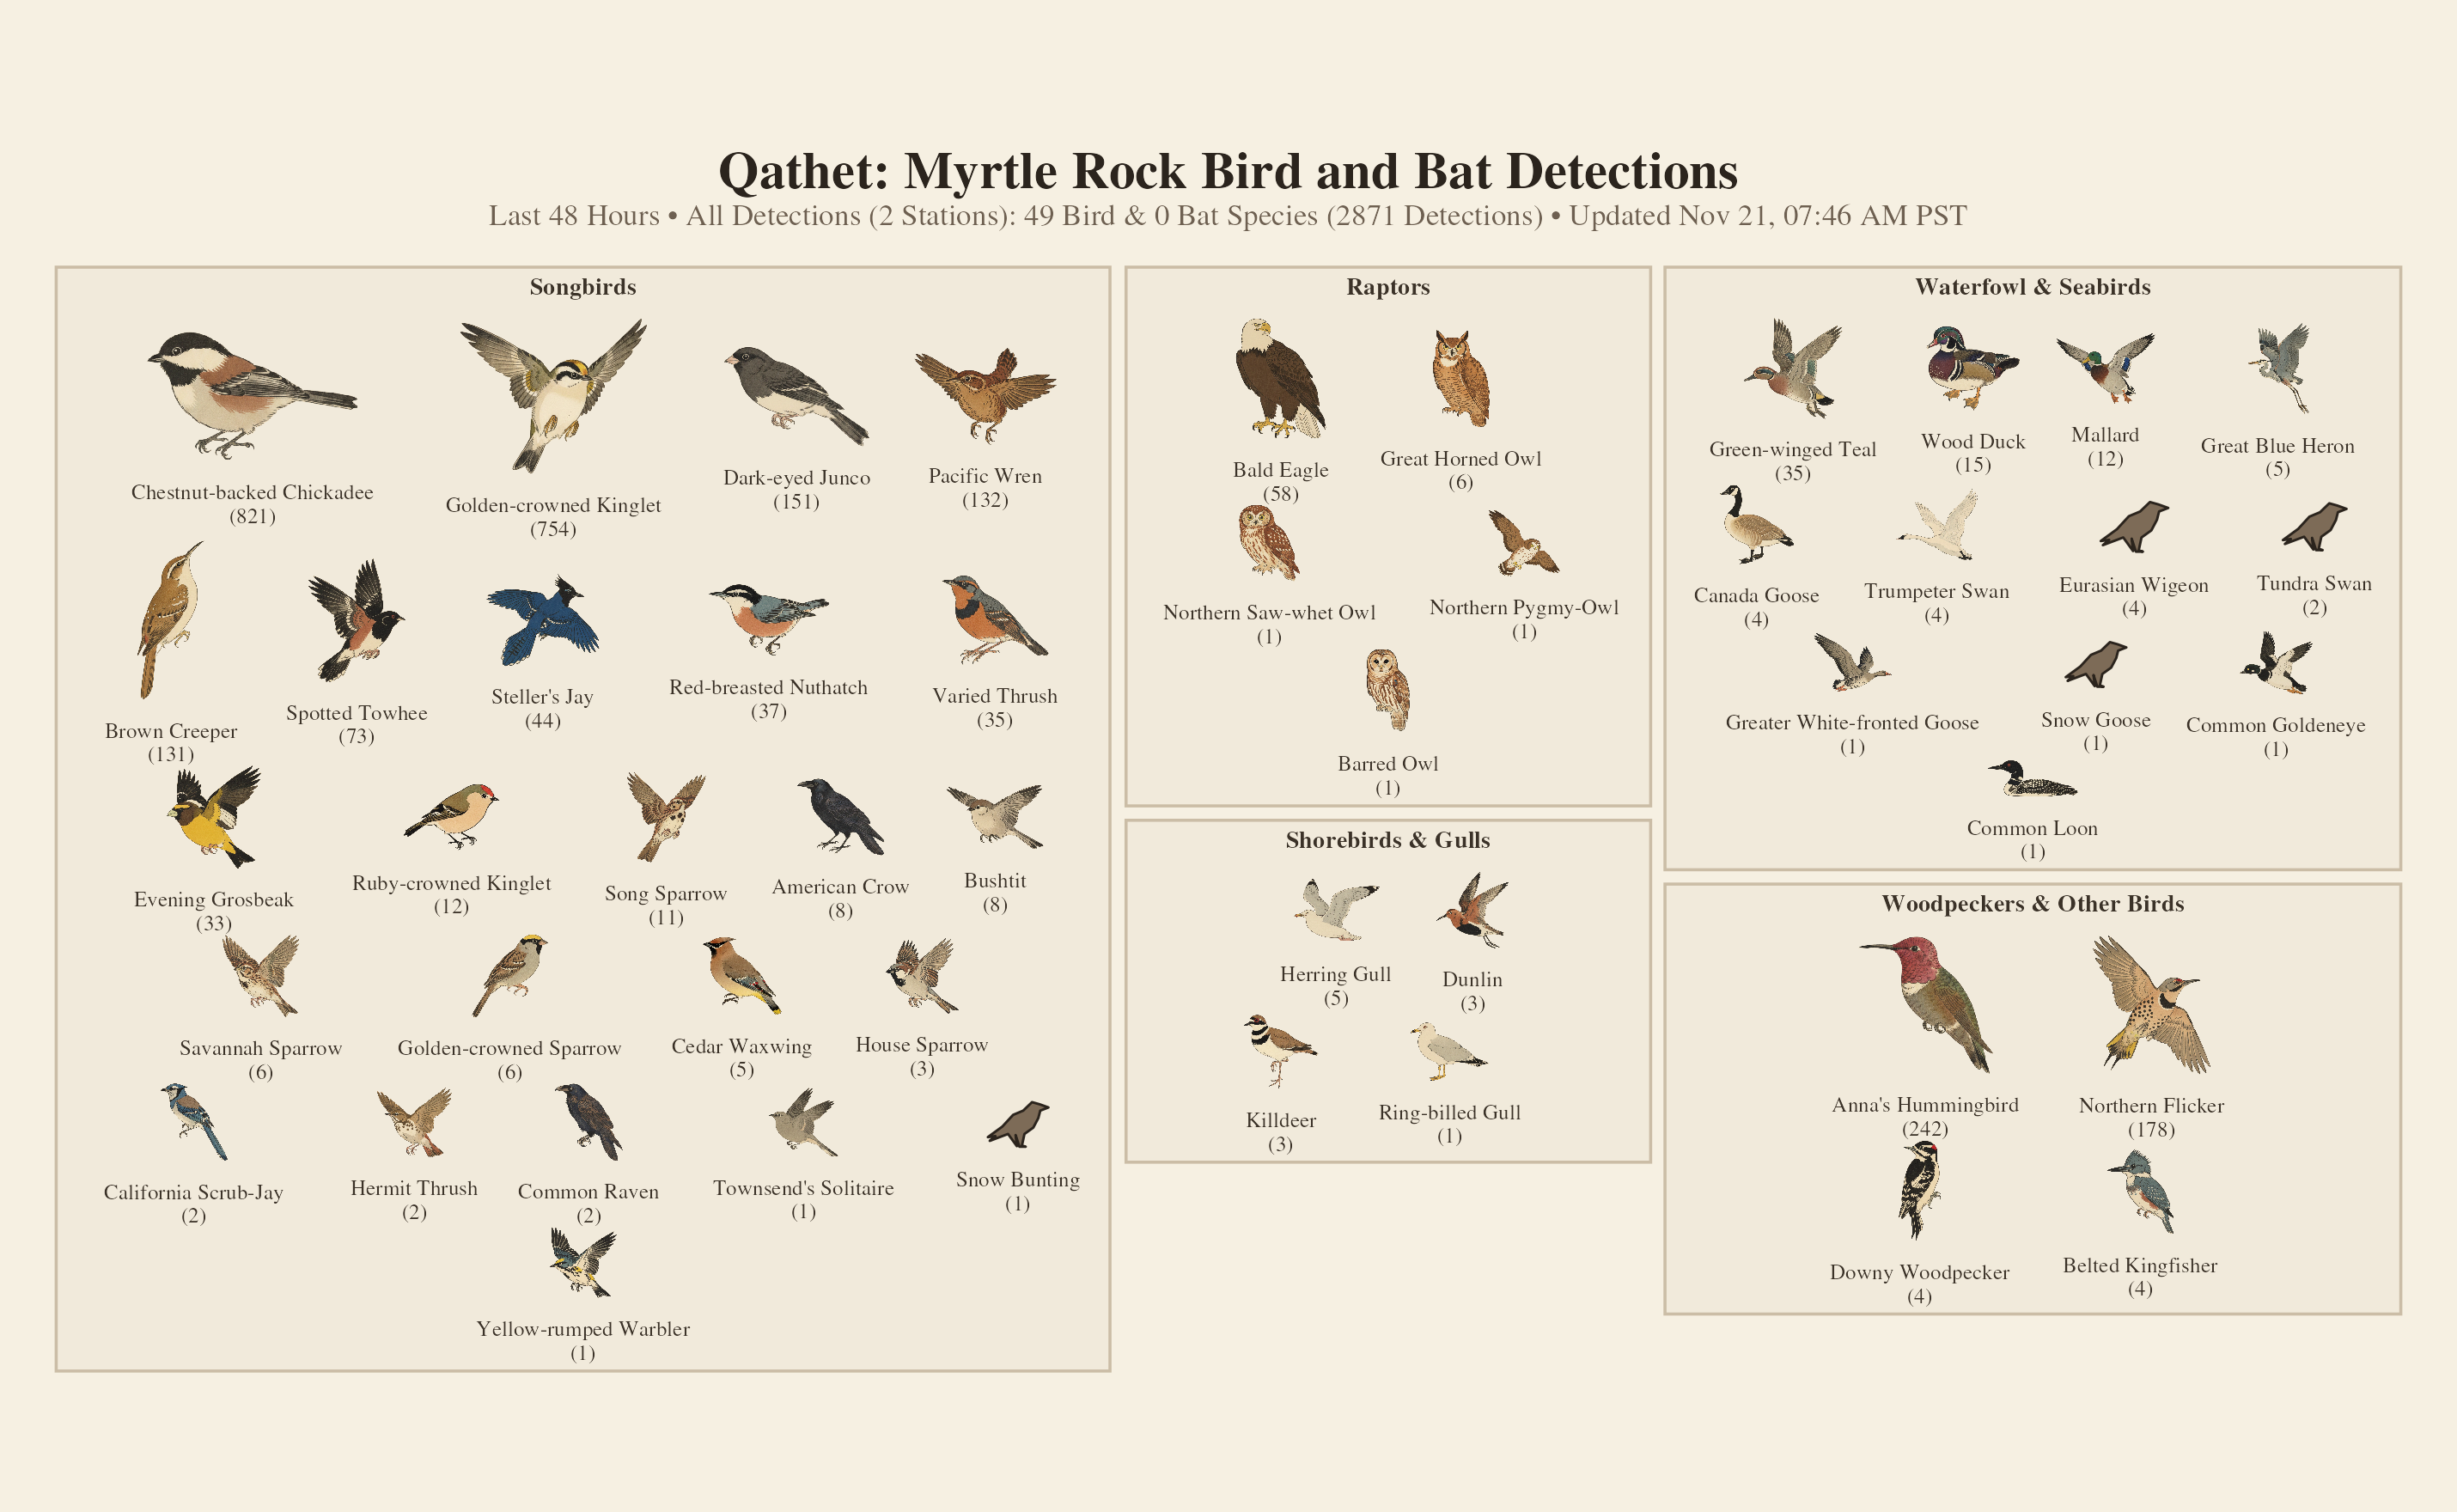 Qathet: Myrtle Rock Bird and Bat Detections
Last 48 Hours • All Detections (2 Stations): 49 Bird & 0 Bat Species (2871 Detections) • Updated Nov 21, 07:46 AM PST
Songbirds
Chestnut-backed Chickadee
(821)
Golden-crowned Kinglet
(754)
Dark-eyed Junco
(151)
Pacific Wren
(132)
Brown Creeper
(131)
Spotted Towhee
(73)
Steller's Jay
(44)
Red-breasted Nuthatch
(37)
Varied Thrush
(35)
Evening Grosbeak
(33)
Ruby-crowned Kinglet
(12)
Song Sparrow
(11)
American Crow
(8)
Bushtit
(8)
Savannah Sparrow
(6)
Golden-crowned Sparrow
(6)
Cedar Waxwing
(5)
House Sparrow
(3)
California Scrub-Jay
(2)
Hermit Thrush
(2)
Common Raven
(2)
Townsend's Solitaire
(1)
Snow Bunting
(1)
Yellow-rumped Warbler
(1)
Raptors
Bald Eagle
(58)
Great Horned Owl
(6)
Northern Saw-whet Owl
(1)
Northern Pygmy-Owl
(1)
Barred Owl
(1)
Shorebirds & Gulls
Herring Gull
(5)
Dunlin
(3)
Killdeer
(3)
Ring-billed Gull
(1)
Waterfowl & Seabirds
Green-winged Teal
(35)
Wood Duck
(15)
Mallard
(12)
Great Blue Heron
(5)
Canada Goose
(4)
Trumpeter Swan
(4)
Eurasian Wigeon
(4)
Tundra Swan
(2)
Greater White-fronted Goose
(1)
Snow Goose
(1)
Common Goldeneye
(1)
Common Loon
(1)
Woodpeckers & Other Birds
Anna's Hummingbird
(242)
Northern Flicker
(178)
Downy Woodpecker
(4)
Belted Kingfisher
(4)